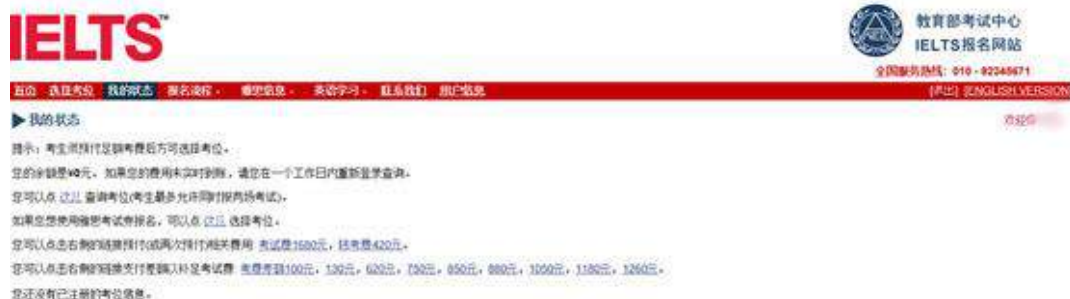 IELTS
教育部考试中心
IELTS报名网站
全国服务热线: 010 - 82345671
首页 选择考位 我的状态 报名流程 重要信息 英语学习 联系我们 用户信息
[退出] [ENGLISH VERSION
我的状态
欢迎您
提示: 考生须预付足额考费后方可选择考位。
您的余额是¥0元。如果您的费用未实时到账, 请您在一个工作日内重新登录查询。
您可以点 这儿 查询考位(考生最多允许同时报两场考试)。
如果您想使用雅思考试券报名, 可以点 这儿 选择考位。
您可以点击右侧的链接预付(或再次预付)相关费用 考试费1680元, 转考费420元。
您可以点击右侧的链接支付差额以补足考试费 考费差额100元, 130元, 620元, 750元, 850元, 880元, 1050元, 1180元, 1260元。
您还没有已注册的考位信息。